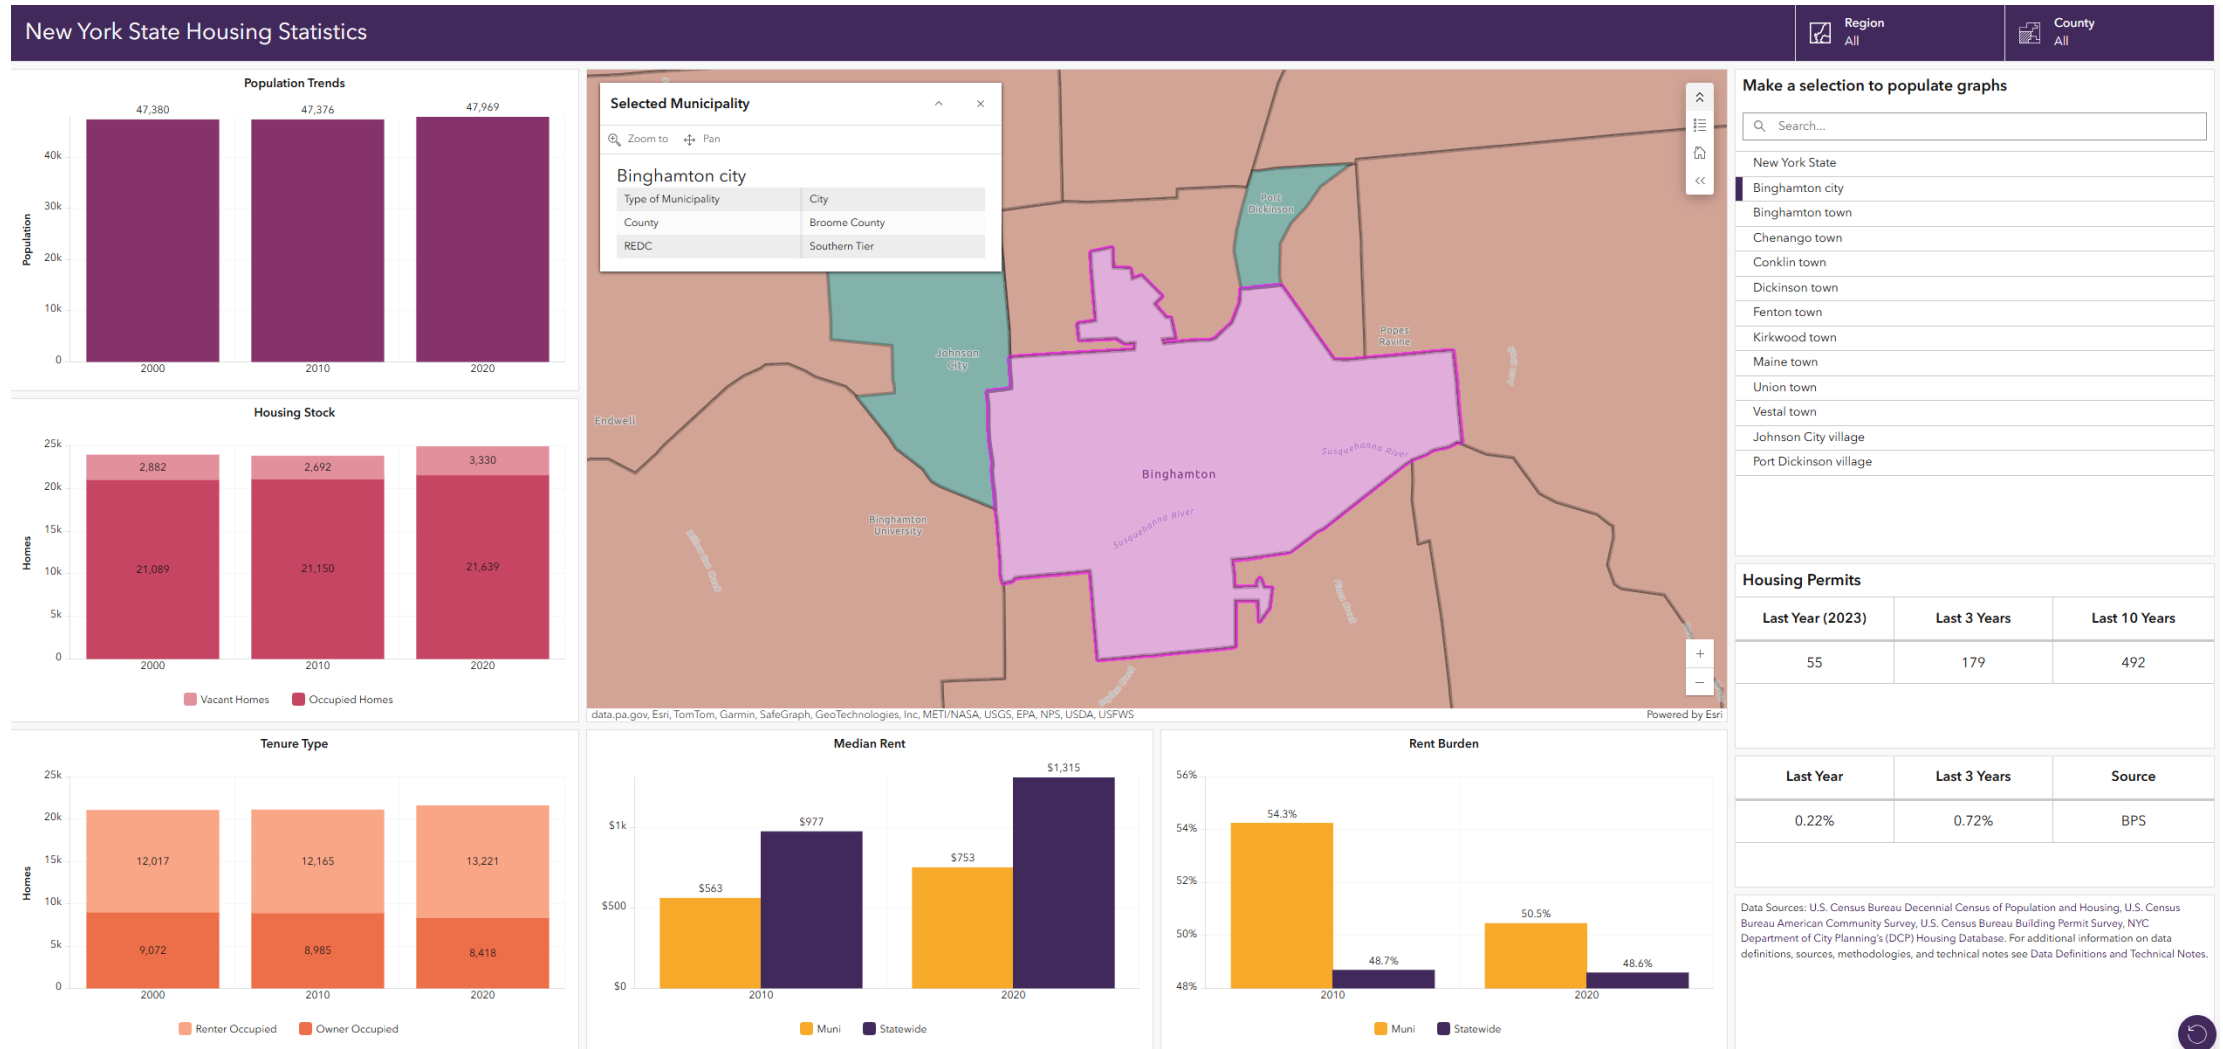 New York State Housing Statistics
Region
All
County
All
Population Trends
47,380
47,376
47,969
40k
30k
20k
10k
0
Population
2000
2010
2020
Housing Stock
25k
20k
15k
10k
5k
0
Homes
2,882
2,692
3,330
21,089
21,150
21,639
2000
2010
2020
Vacant Homes
Occupied Homes
Tenure Type
25k
20k
15k
10k
5k
0
Homes
12,017
12,165
13,221
9,072
8,985
8,418
2000
2010
2020
Renter Occupied
Owner Occupied
Selected Municipality
Zoom to
Pan
Binghamton city
Type of Municipality City
County Broome County
REDC Southern Tier
Port
Dickinson
Popes
Ravine
Johnson
City
Endwell
Susquehanna River
Binghamton
Susquehanna River
Binghamton
University
data.pa.gov, Esri, TomTom, Garmin, SafeGraph, GeoTechnologies, Inc, METI/NASA, USGS, EPA, NPS, USDA, USFWS
Powered by Esri
Median Rent
$1k
$500
$0
$563
$977
$753
$1,315
2010
2020
Muni
Statewide
Rent Burden
56%
54%
52%
50%
48%
54.3%
48.7%
50.5%
48.6%
2010
2020
Muni
Statewide
Make a selection to populate graphs
Search...
New York State
Binghamton city
Binghamton town
Chenango town
Conklin town
Dickinson town
Fenton town
Kirkwood town
Maine town
Union town
Vestal town
Johnson City village
Port Dickinson village
Housing Permits
Last Year (2023) Last 3 Years Last 10 Years
55 179 492
Last Year Last 3 Years Source
0.22% 0.72% BPS
Data Sources: U.S. Census Bureau Decennial Census of Population and Housing, U.S. Census
Bureau American Community Survey, U.S. Census Bureau Building Permit Survey, NYC
Department of City Planning's (DCP) Housing Database. For additional information on data
definitions, sources, methodologies, and technical notes see Data Definitions and Technical Notes.